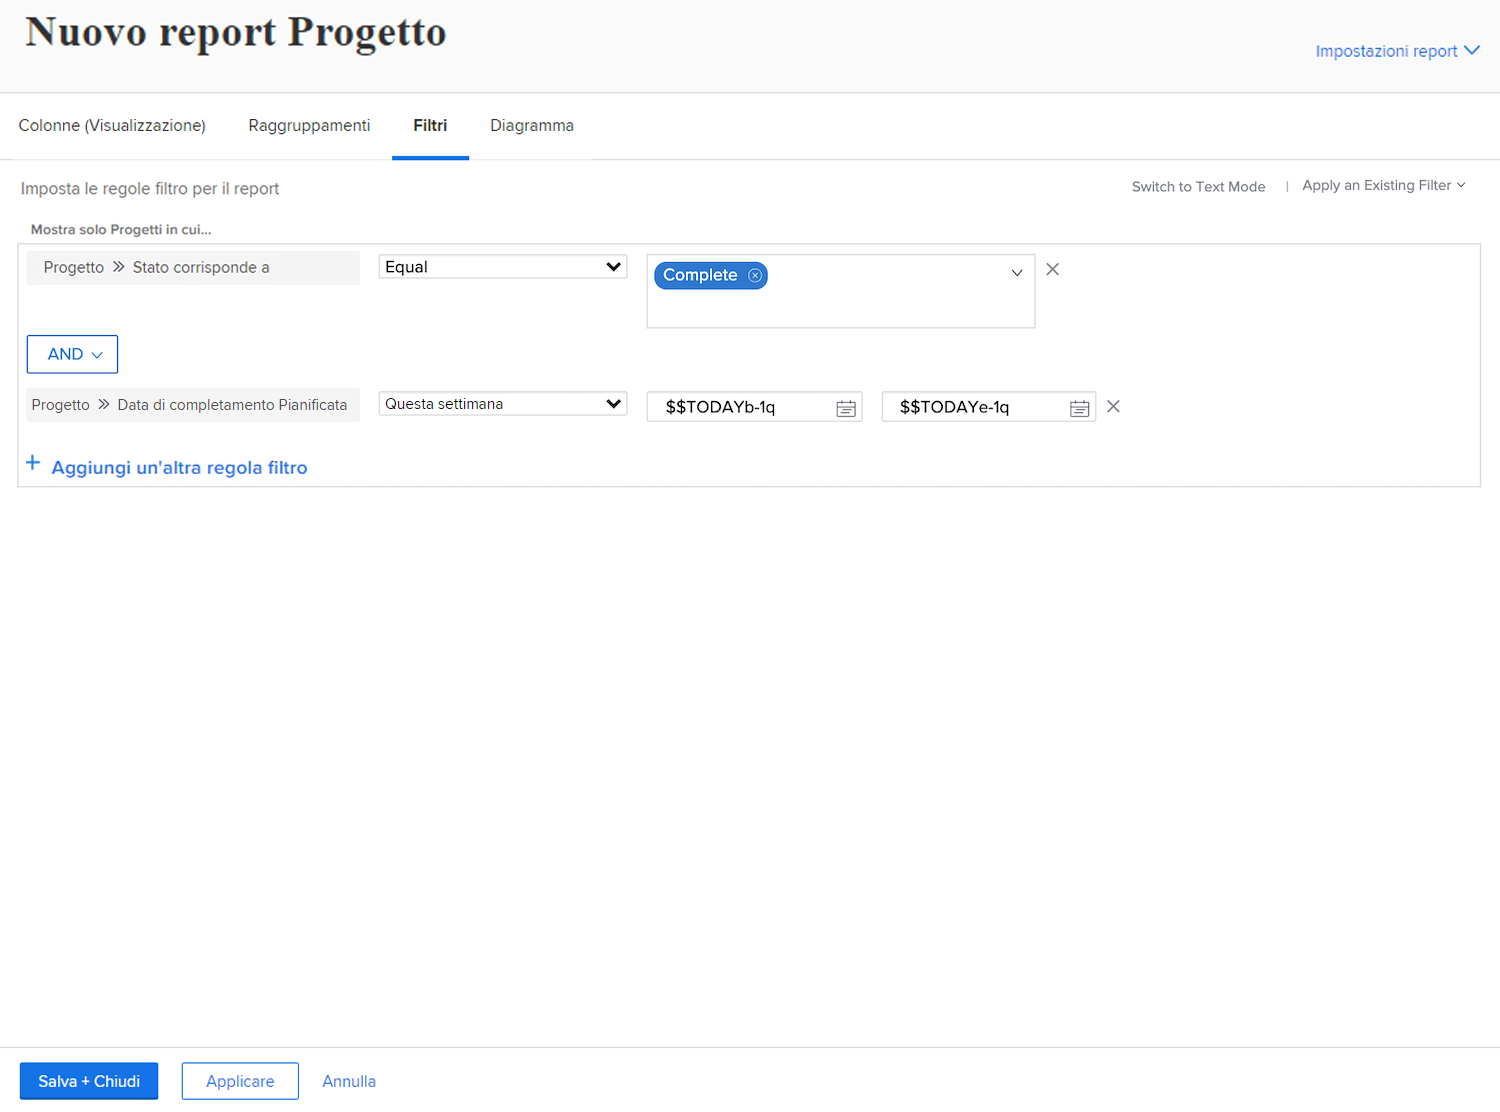 Nuovo report Progetto
Impostazioni report
Colonne (Visualizzazione) Raggruppamenti Filtri Diagramma
Imposta le regole filtro per il report
Switch to Text Mode | Apply an Existing Filter
Mostra solo Progetti in cui...
Progetto » Stato corrisponde a Equal Complete
AND
Progetto » Data di completamento Pianificata Questa settimana $$TODAYb-1q $$TODAYe-1q
+ Aggiungi un'altra regola filtro
Salva + Chiudi Applicare Annulla